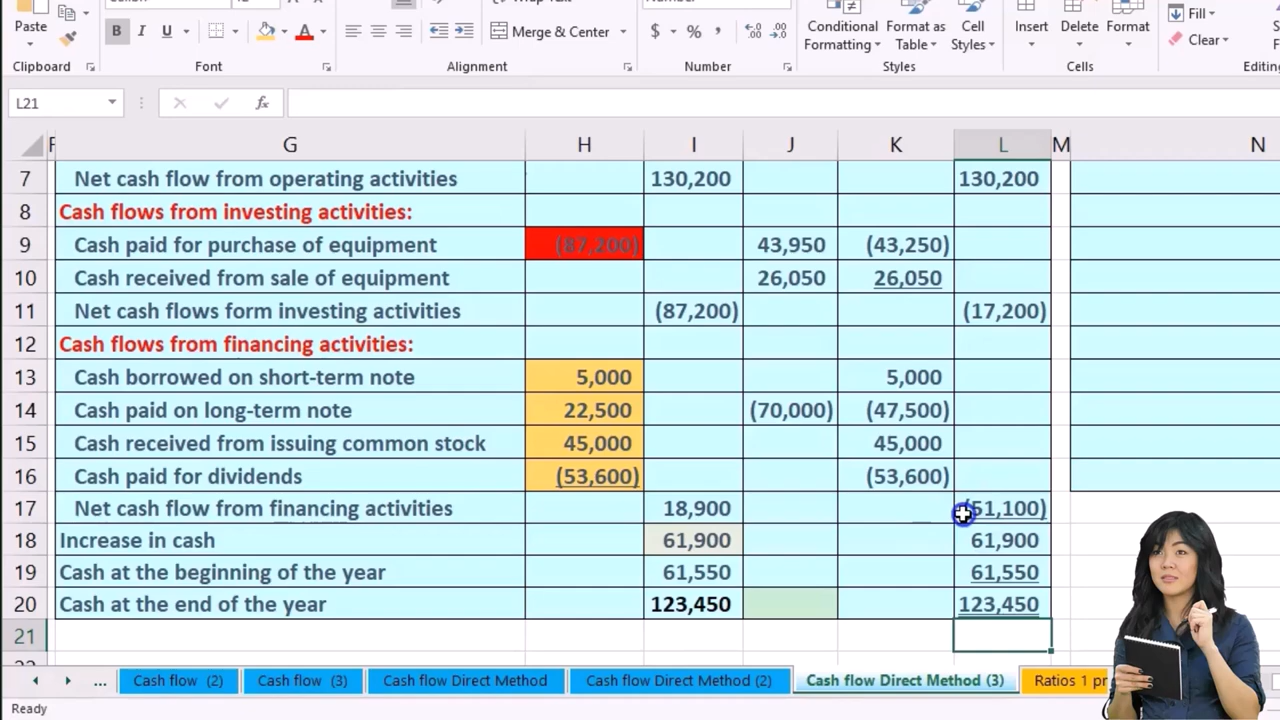 Paste
B I U
Merge & Center
$ % ,
Conditional Formatting
Format as Table
Cell Styles
Insert
Delete
Format
Fill
Clear
Clipboard
Font
Alignment
Number
Styles
Cells
L21
fx
F G H I J K L M N
7 Net cash flow from operating activities 130,200 130,200
8 Cash flows from investing activities:
9 Cash paid for purchase of equipment (87,200) 43,950 (43,250)
10 Cash received from sale of equipment 26,050 26,050
11 Net cash flows form investing activities (87,200) (17,200)
12 Cash flows from financing activities:
13 Cash borrowed on short-term note 5,000 5,000
14 Cash paid on long-term note 22,500 (70,000) (47,500)
15 Cash received from issuing common stock 45,000 45,000
16 Cash paid for dividends (53,600) (53,600)
17 Net cash flow from financing activities 18,900 (51,100)
18 Increase in cash 61,900 61,900
19 Cash at the beginning of the year 61,550 61,550
20 Cash at the end of the year 123,450 123,450
21
... Cash flow (2) Cash flow (3) Cash flow Direct Method Cash flow Direct Method (2) Cash flow Direct Method (3) Ratios 1 pr
Ready